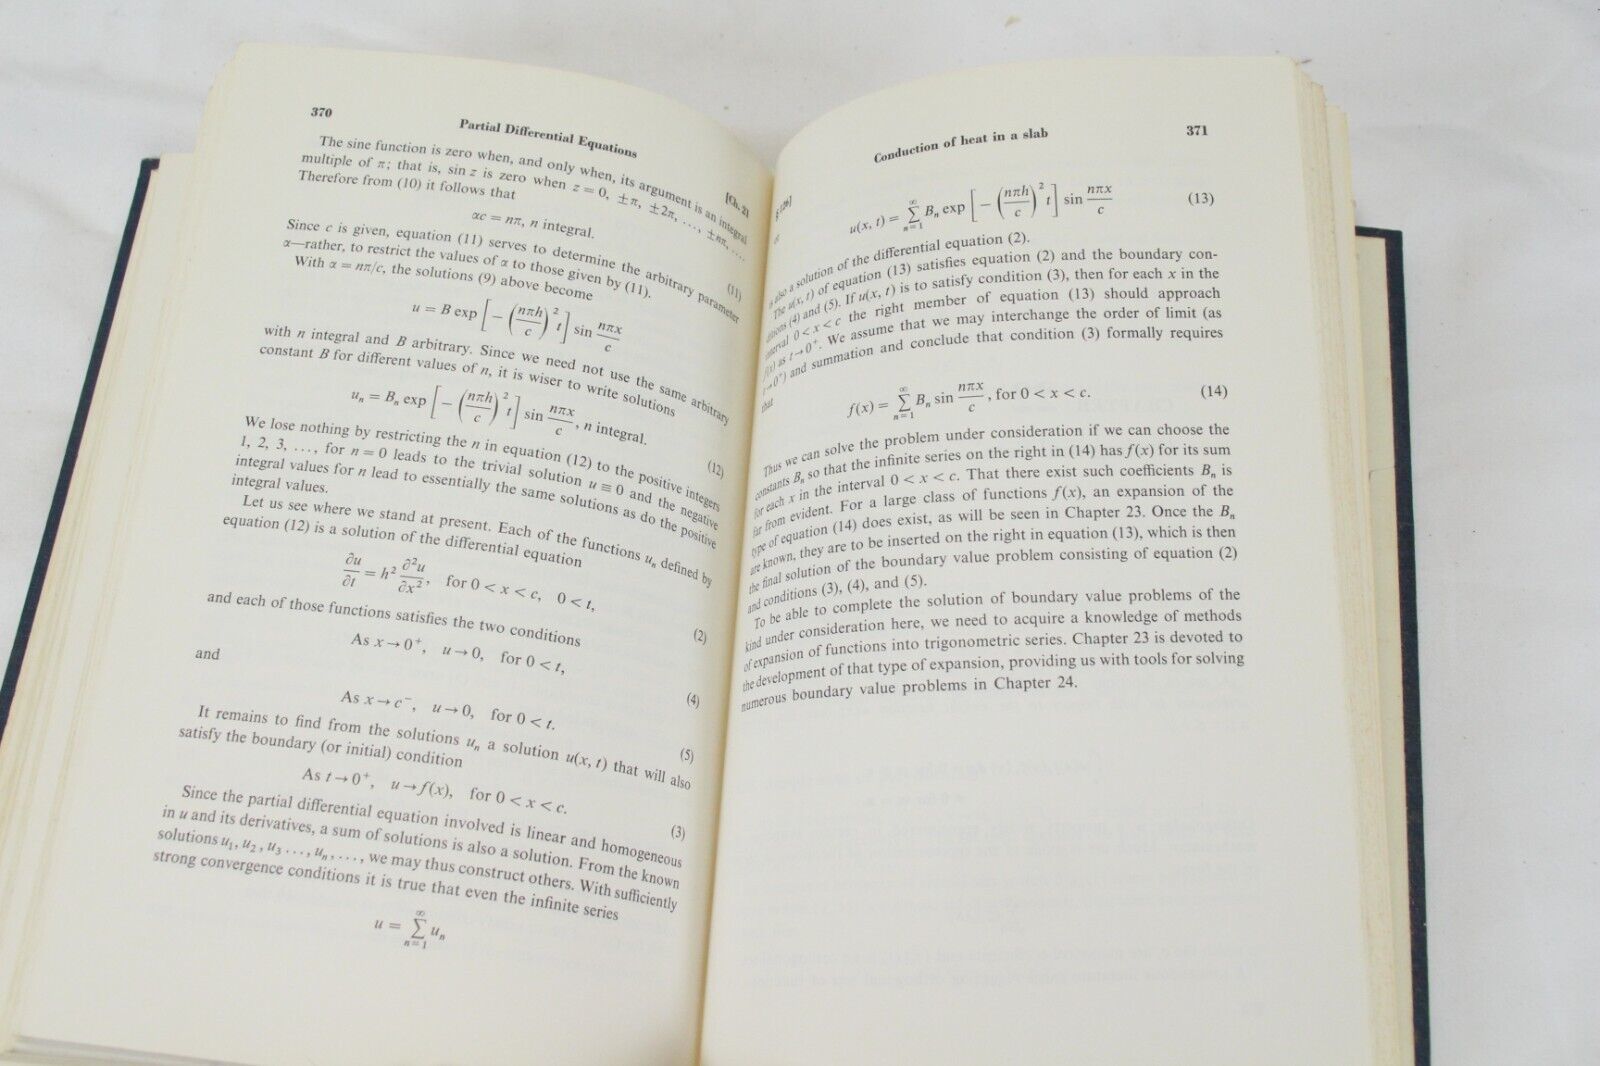 370
Partial Differential Equations
[Ch. 21
The sine function is zero when, and only when, its argument is an integral
multiple of π; that is, sin z is zero when z = 0, ±π, ±2π, ..., ±nπ, ....
Therefore from (10) it follows that
αc = nπ, n integral. (11)
Since c is given, equation (11) serves to determine the arbitrary parameter
α—rather, to restrict the values of α to those given by (11).
With α = nπ/c, the solutions (9) above become
u = B exp [−(nπh/c)² t] sin nπx/c
with n integral and B arbitrary. Since we need not use the same arbitrary
constant B for different values of n, it is wiser to write solutions
uₙ = Bₙ exp [−(nπh/c)² t] sin nπx/c, n integral. (12)
We lose nothing by restricting the n in equation (12) to the positive integers
1, 2, 3, ..., for n = 0 leads to the trivial solution u ≡ 0 and the negative
integral values for n lead to essentially the same solutions as do the positive
integral values.
Let us see where we stand at present. Each of the functions uₙ defined by
equation (12) is a solution of the differential equation
∂u/∂t = h² ∂²u/∂x², for 0 < x < c, 0 < t, (2)
and each of those functions satisfies the two conditions
As x → 0⁺, u → 0, for 0 < t, (4)
and
As x → c⁻, u → 0, for 0 < t. (5)
It remains to find from the solutions uₙ a solution u(x, t) that will also
satisfy the boundary (or initial) condition
As t → 0⁺, u → f(x), for 0 < x < c. (3)
Since the partial differential equation involved is linear and homogeneous
in u and its derivatives, a sum of solutions is also a solution. From the known
solutions u₁, u₂, u₃ ..., uₙ, ..., we may thus construct others. With sufficiently
strong convergence conditions it is true that even the infinite series
u = ∑ₙ₌₁^∞ uₙ
§126]
Conduction of heat in a slab
371
or
u(x, t) = ∑ₙ₌₁^∞ Bₙ exp [−(nπh/c)² t] sin nπx/c (13)
is also a solution of the differential equation (2).
The u(x, t) of equation (13) satisfies equation (2) and the boundary con-
ditions (4) and (5). If u(x, t) is to satisfy condition (3), then for each x in the
interval 0 < x < c the right member of equation (13) should approach
f(x) as t → 0⁺. We assume that we may interchange the order of limit (as
t → 0⁺) and summation and conclude that condition (3) formally requires
that
f(x) = ∑ₙ₌₁^∞ Bₙ sin nπx/c, for 0 < x < c. (14)
Thus we can solve the problem under consideration if we can choose the
constants Bₙ so that the infinite series on the right in (14) has f(x) for its sum
for each x in the interval 0 < x < c. That there exist such coefficients Bₙ is
far from evident. For a large class of functions f(x), an expansion of the
type of equation (14) does exist, as will be seen in Chapter 23. Once the Bₙ
are known, they are to be inserted on the right in equation (13), which is then
the final solution of the boundary value problem consisting of equation (2)
and conditions (3), (4), and (5).
To be able to complete the solution of boundary value problems of the
kind under consideration here, we need to acquire a knowledge of methods
of expansion of functions into trigonometric series. Chapter 23 is devoted to
the development of that type of expansion, providing us with tools for solving
numerous boundary value problems in Chapter 24.